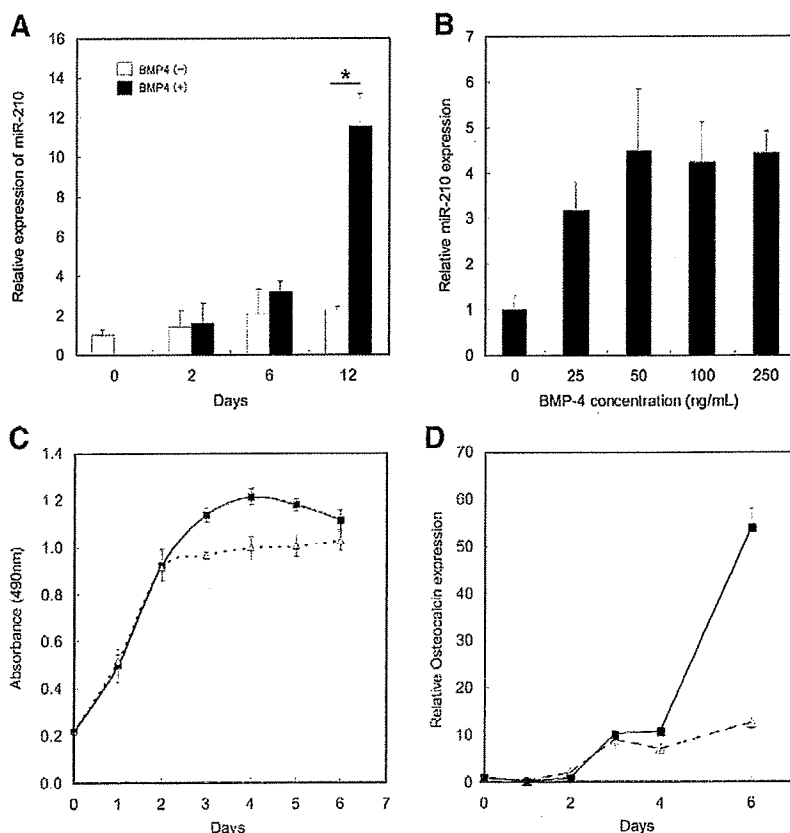 A
Relative expression of miR-210
16
14
12
10
8
6
4
2
0
BMP4 (-)
BMP4 (+)
*
0 2 6 12
Days
B
Relative miR-210 expression
7
6
5
4
3
2
1
0
0 25 50 100 250
BMP-4 concentration (ng/mL)
C
Absorbance (490nm)
1.4
1.2
1.0
0.8
0.6
0.4
0.2
0.0
0 1 2 3 4 5 6 7
Days
D
Relative Osteocalcin expression
70
60
50
40
30
20
10
0
0 2 4 6
Days